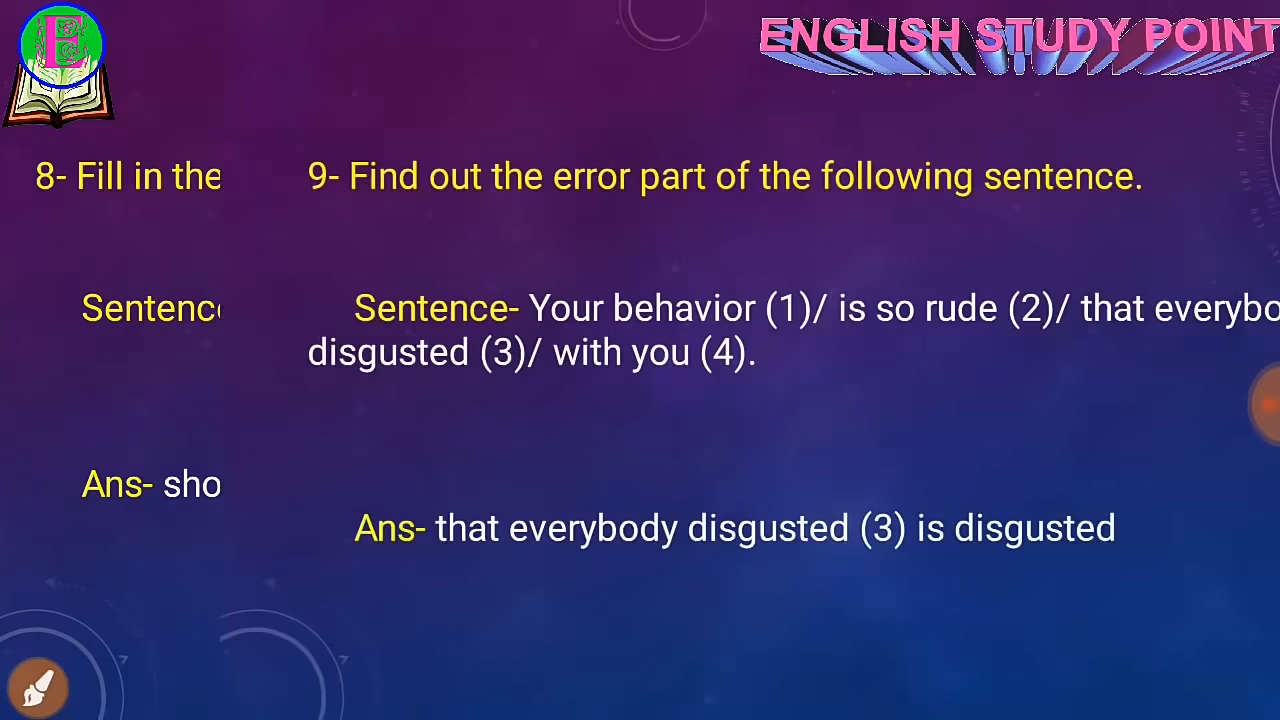 E
ENGLISH STUDY POINT
8- Fill in the
9- Find out the error part of the following sentence.
Sentence
Sentence- Your behavior (1)/ is so rude (2)/ that everybo
disgusted (3)/ with you (4).
Ans- sho
Ans- that everybody disgusted (3) is disgusted